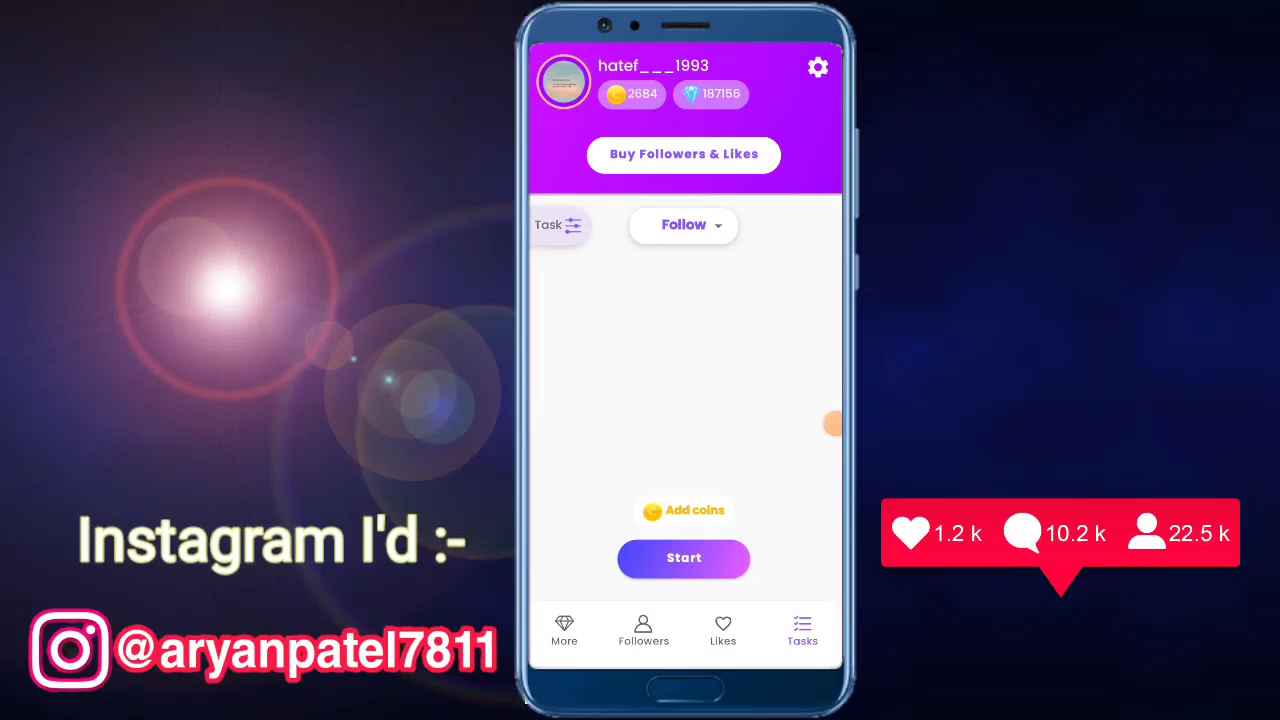 hatef___1993
2684
187156
Buy Followers & Likes
Task
Follow
Add coins
Start
More
Followers
Likes
Tasks
Instagram I'd :-
@aryanpatel7811
1.2 k
10.2 k
22.5 k